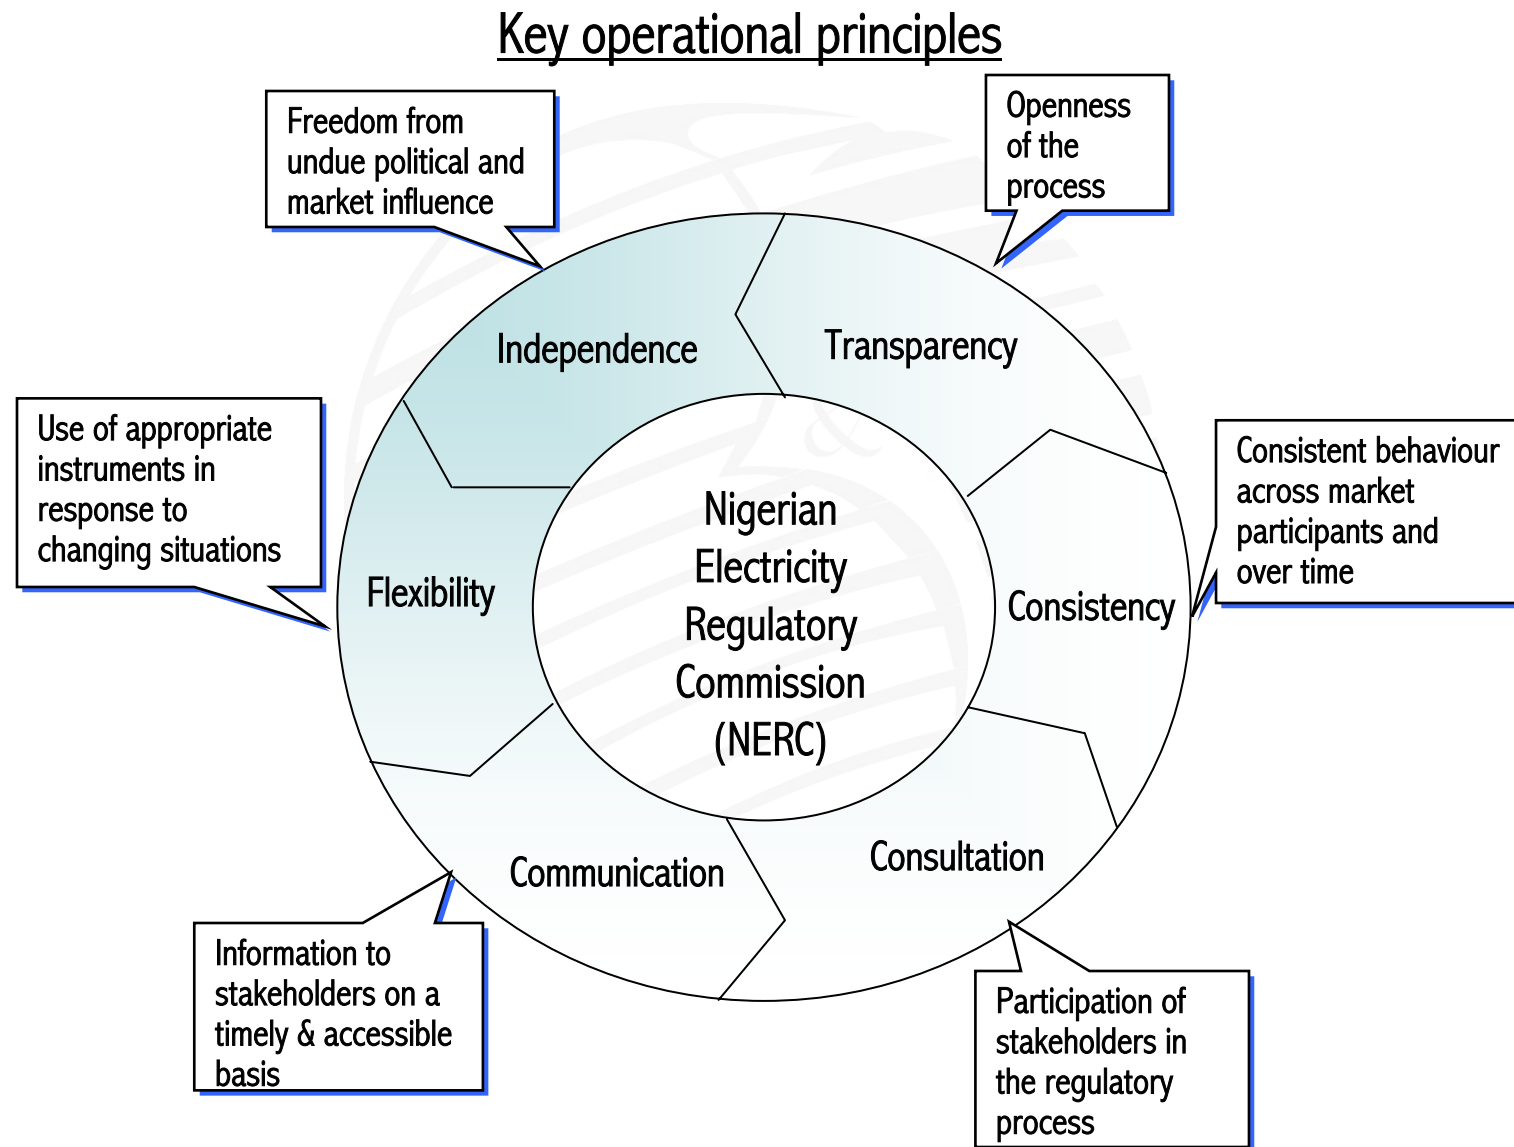 Key operational principles
Freedom from
undue political and
market influence
Openness
of the
process
Independence
Transparency
Use of appropriate
instruments in
response to
changing situations
Consistent behaviour
across market
participants and
over time
Nigerian
Electricity
Regulatory
Commission
(NERC)
Flexibility
Consistency
Communication
Consultation
Information to
stakeholders on a
timely & accessible
basis
Participation of
stakeholders in
the regulatory
process
&